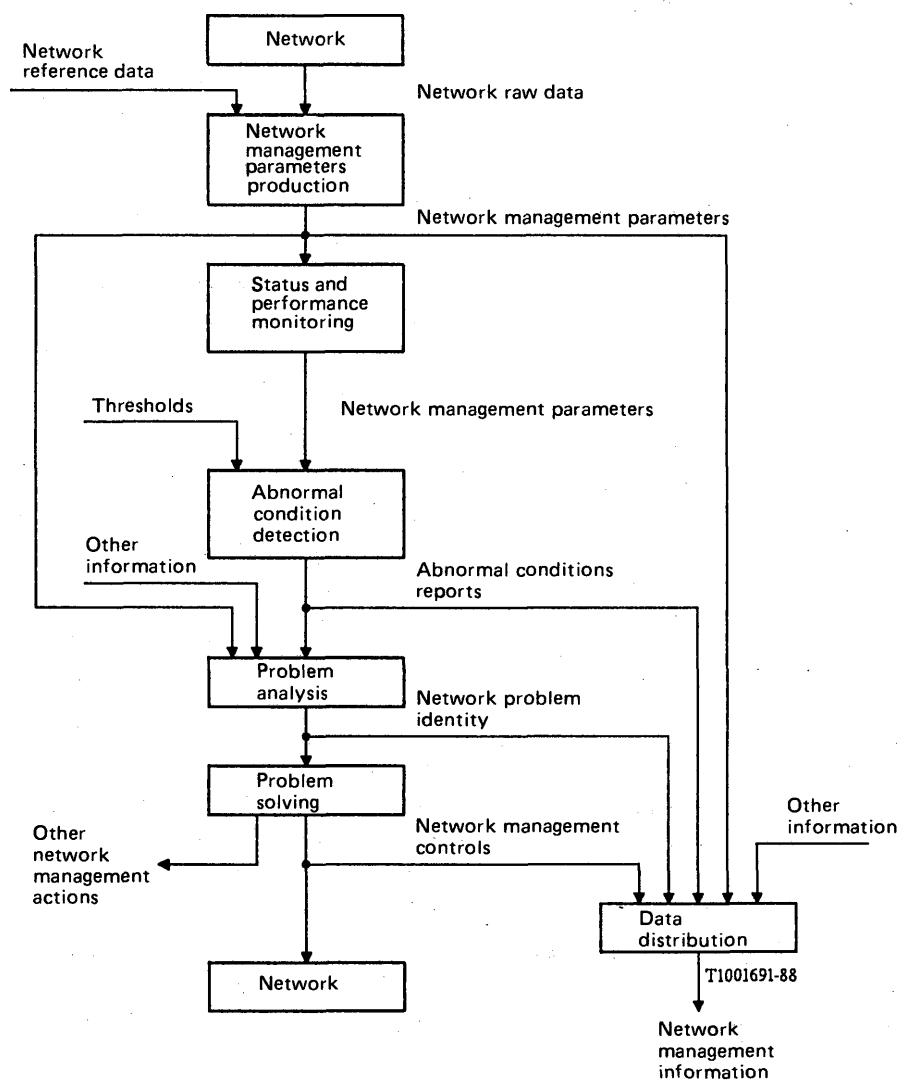 Network
Network
reference data
Network raw data
Network
management
parameters
production
Network management parameters
Status and
performance
monitoring
Thresholds
Network management parameters
Abnormal
condition
detection
Other
information
Abnormal conditions
reports
Problem
analysis
Network problem
identity
Problem
solving
Other
information
Other
network
management
actions
Network management
controls
Data
distribution
Network
T1001691-88
Network
management
information